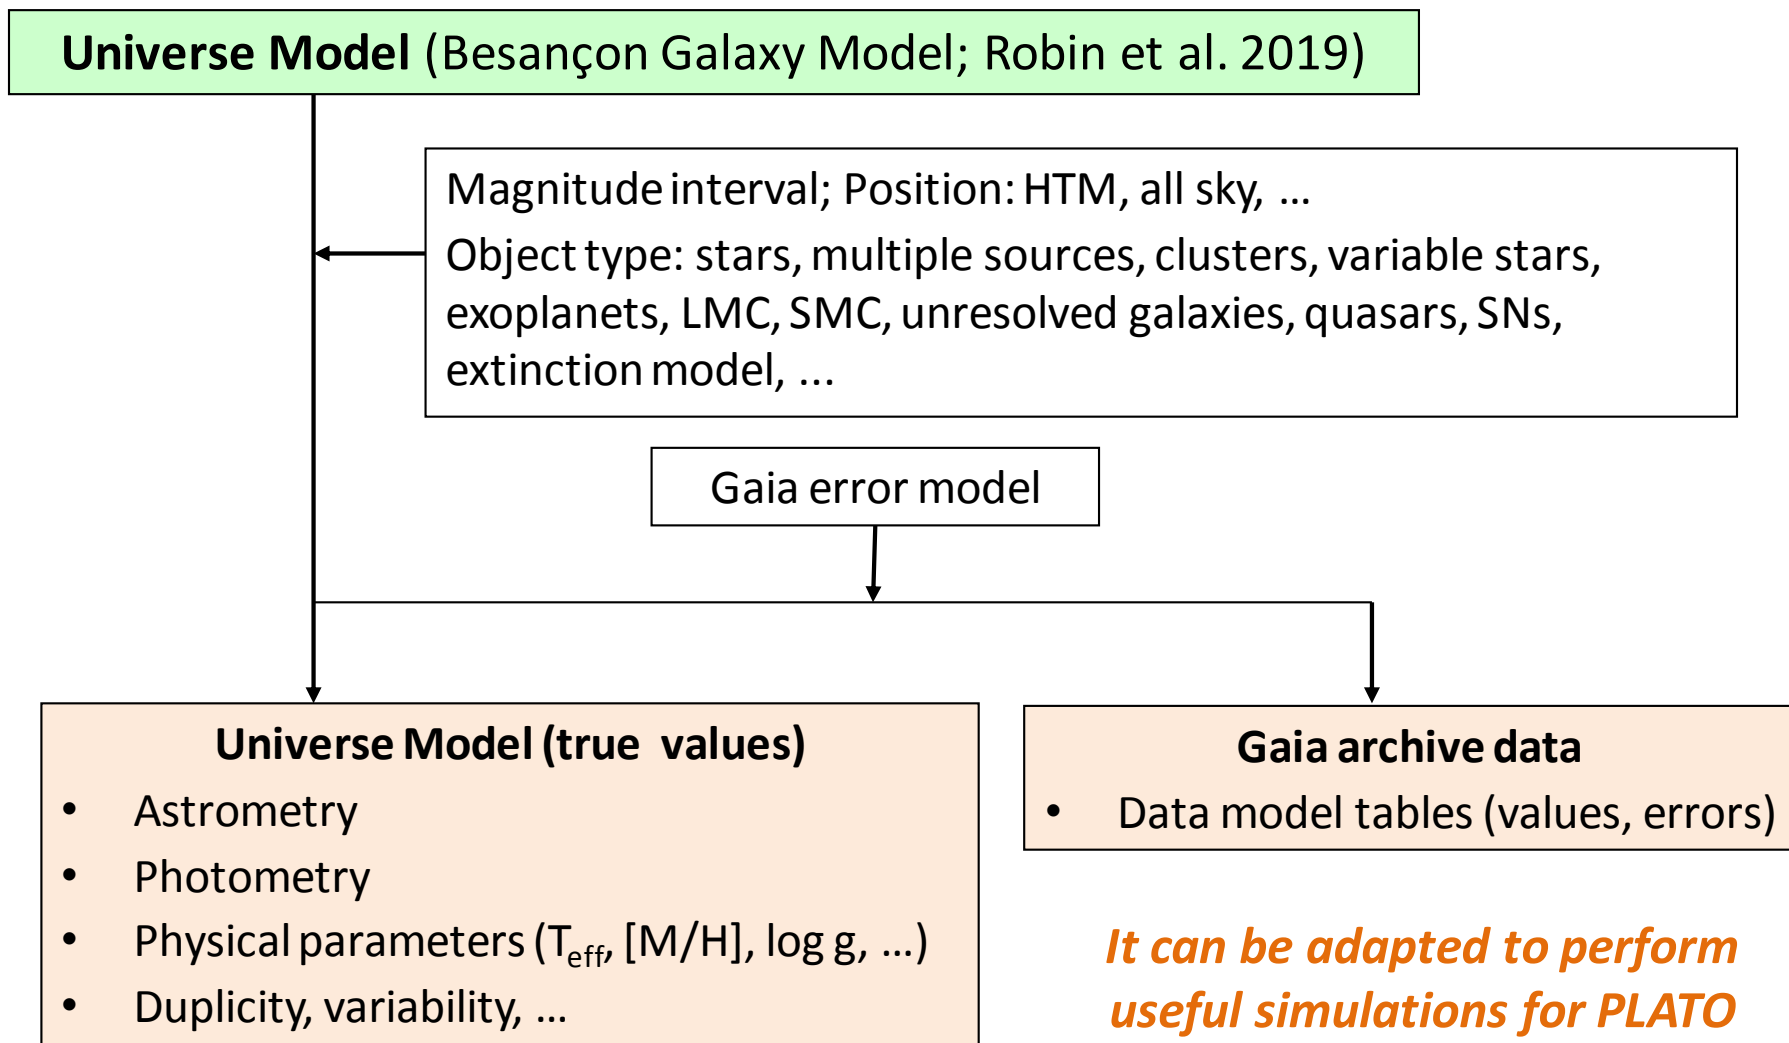 Universe Model (Besançon Galaxy Model; Robin et al. 2019)
Magnitude interval; Position: HTM, all sky, ...
Object type: stars, multiple sources, clusters, variable stars,
exoplanets, LMC, SMC, unresolved galaxies, quasars, SNs,
extinction model, ...
Gaia error model
Universe Model (true values)
• Astrometry
• Photometry
• Physical parameters (Teff, [M/H], log g, ...)
• Duplicity, variability, ...
Gaia archive data
• Data model tables (values, errors)
It can be adapted to perform
useful simulations for PLATO